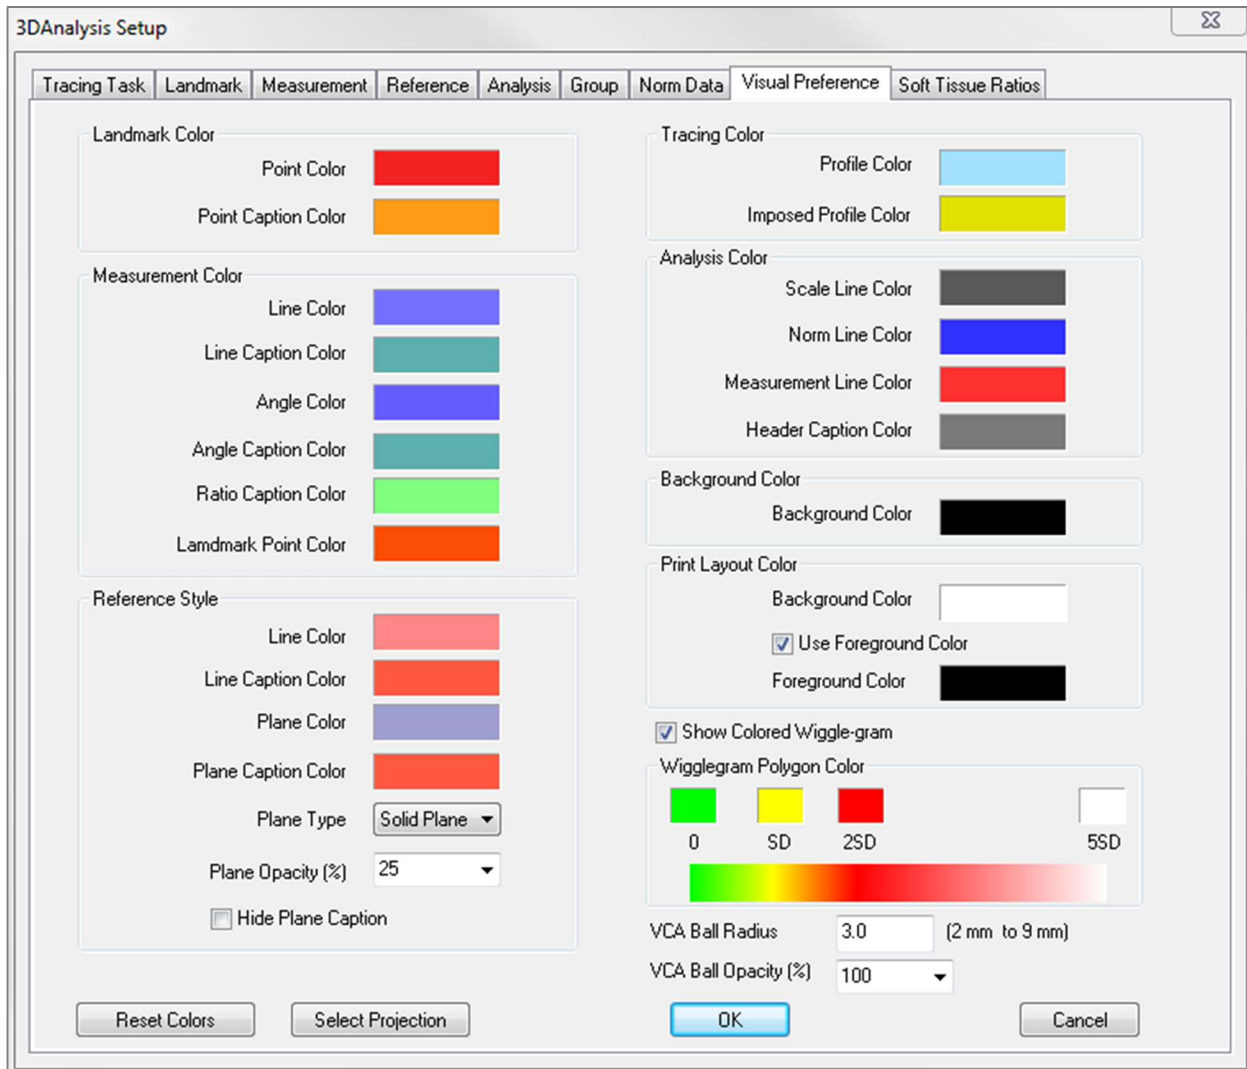 3DAnalysis Setup
Tracing Task Landmark Measurement Reference Analysis Group Norm Data Visual Preference Soft Tissue Ratios
Landmark Color
Point Color
Point Caption Color
Measurement Color
Line Color
Line Caption Color
Angle Color
Angle Caption Color
Ratio Caption Color
Lamdmark Point Color
Reference Style
Line Color
Line Caption Color
Plane Color
Plane Caption Color
Plane Type Solid Plane
Plane Opacity (%) 25
Hide Plane Caption
Tracing Color
Profile Color
Imposed Profile Color
Analysis Color
Scale Line Color
Norm Line Color
Measurement Line Color
Header Caption Color
Background Color
Background Color
Print Layout Color
Background Color
Use Foreground Color
Foreground Color
Show Colored Wiggle-gram
Wigglegram Polygon Color
0 SD 2SD 5SD
VCA Ball Radius 3.0 (2 mm to 9 mm)
VCA Ball Opacity (%) 100
Reset Colors Select Projection OK Cancel